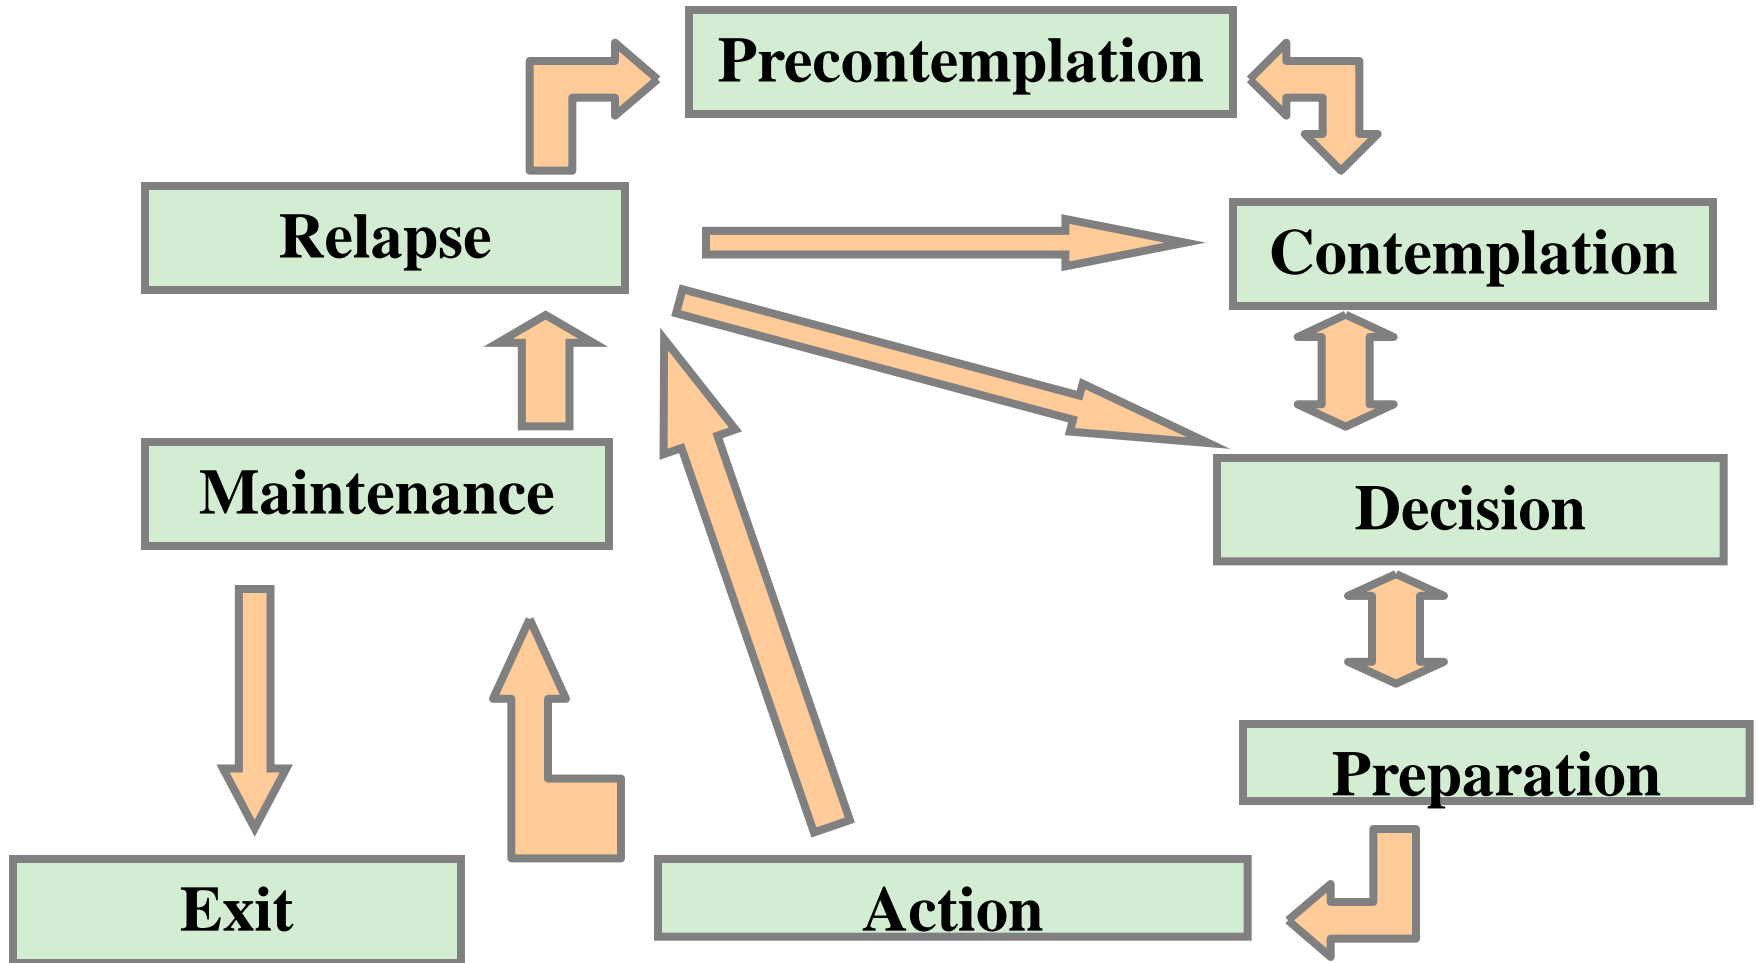 Precontemplation
Relapse
Contemplation
Maintenance
Decision
Preparation
Exit
Action